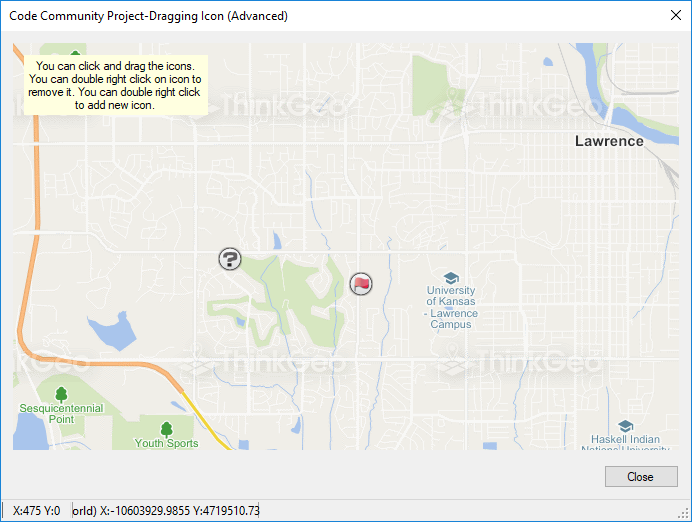 Code Community Project-Dragging Icon (Advanced)
You can click and drag the icons.
You can double right click on icon to
remove it. You can double right click
to add new icon.
ThinkGeo
ThinkGeo
Lawrence
?
University
of Kansas
- Lawrence
Campus
kGeo
ThinkGeo
ThinkGeo
Sesquicentennial
Point
Youth Sports
Haskell Indian
Nations University
Close
X:475 Y:0
orld) X:-10603929.9855 Y:4719510.73